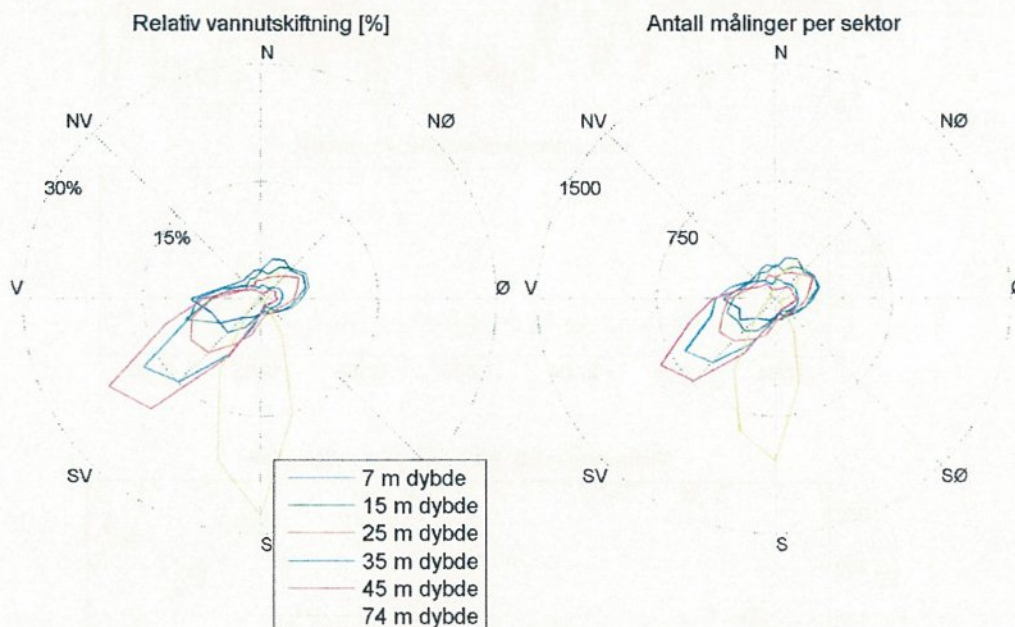 Relativ vannutskiftning [%]
N
NV
NØ
30%
15%
V
Ø
SV
S
Antall målinger per sektor
N
NV
NØ
1500
750
V
Ø
SV
SØ
S
7 m dybde
15 m dybde
25 m dybde
35 m dybde
45 m dybde
74 m dybde